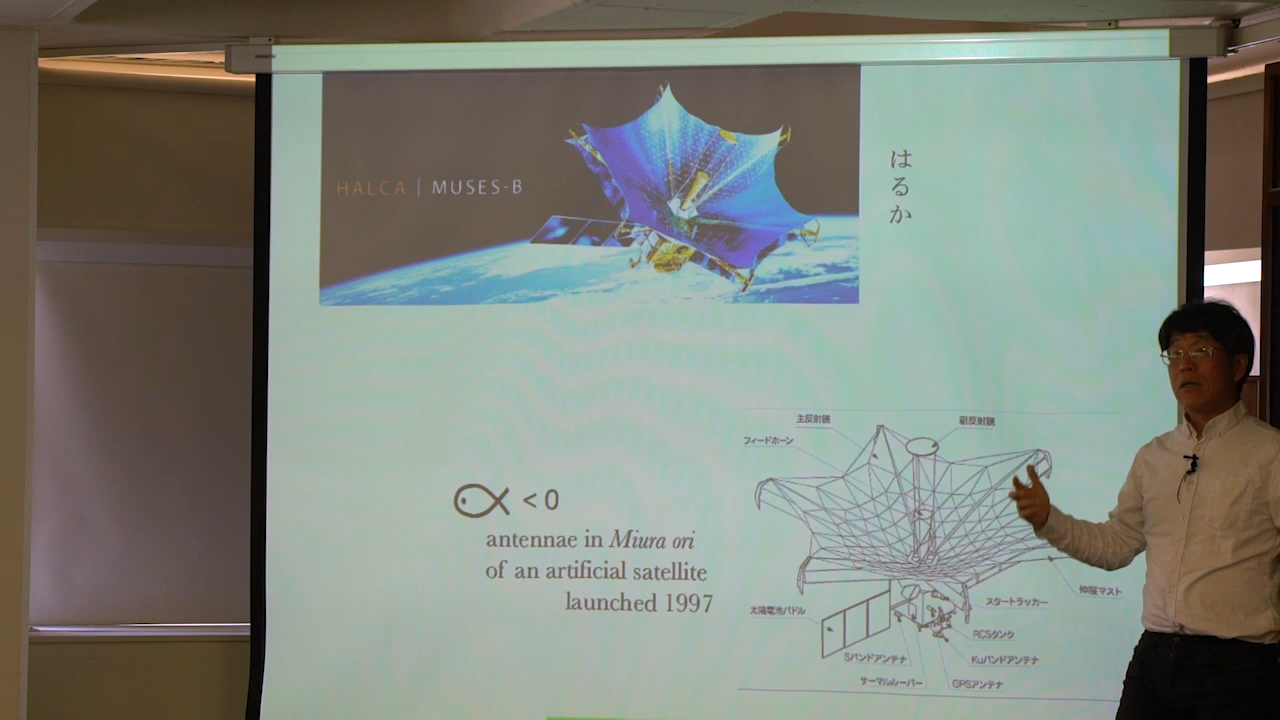 HALCA | MUSES-B
はるか
<0
antennae in Miura ori
of an artificial satellite
launched 1997
主反射鏡
副反射鏡
フィードホーン
伸展マスト
スタートラッカー
太陽電池パドル
RCSタンク
Sバンドアンテナ
Kuバンドアンテナ
サーマルルーバー
GPSアンテナ